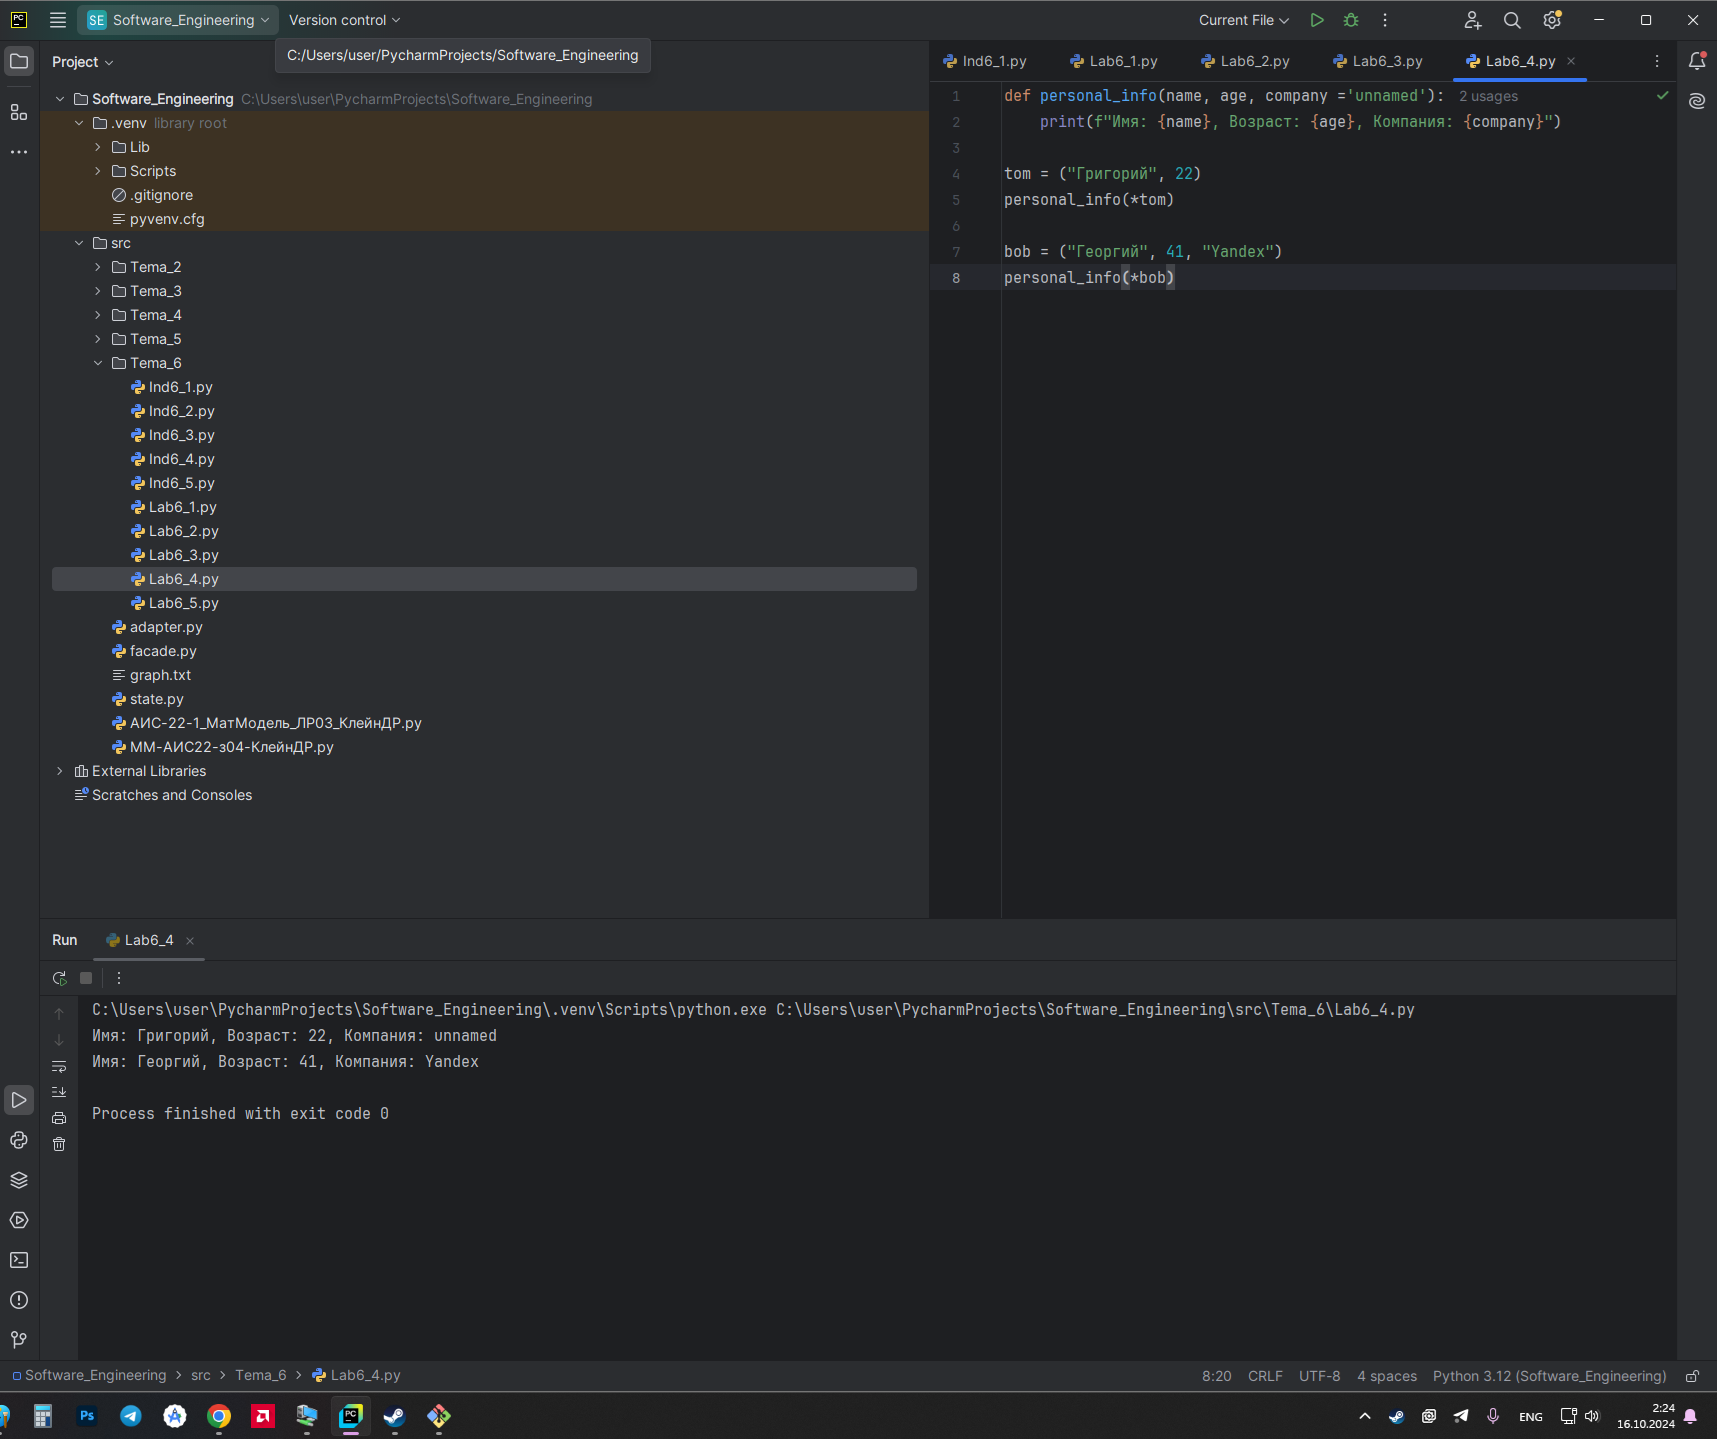 PC
SE Software_Engineering Version control Current File
C:/Users/user/PycharmProjects/Software_Engineering
Project
Software_Engineering C:\Users\user\PycharmProjects\Software_Engineering
.venv library root
Lib
Scripts
.gitignore
pyvenv.cfg
src
Tema_2
Tema_3
Tema_4
Tema_5
Tema_6
Ind6_1.py
Ind6_2.py
Ind6_3.py
Ind6_4.py
Ind6_5.py
Lab6_1.py
Lab6_2.py
Lab6_3.py
Lab6_4.py
Lab6_5.py
adapter.py
facade.py
graph.txt
state.py
АИС-22-1_МатМодель_ЛР03_КлейнДР.py
ММ-АИС22-з04-КлейнДР.py
External Libraries
Scratches and Consoles
Ind6_1.py Lab6_1.py Lab6_2.py Lab6_3.py Lab6_4.py
1 def personal_info(name, age, company ='unnamed'): 2 usages
2 print(f"Имя: {name}, Возраст: {age}, Компания: {company}")
3
4 tom = ("Григорий", 22)
5 personal_info(*tom)
6
7 bob = ("Георгий", 41, "Yandex")
8 personal_info(*bob)
Run Lab6_4
C:\Users\user\PycharmProjects\Software_Engineering\.venv\Scripts\python.exe C:\Users\user\PycharmProjects\Software_Engineering\src\Tema_6\Lab6_4.py
Имя: Григорий, Возраст: 22, Компания: unnamed
Имя: Георгий, Возраст: 41, Компания: Yandex
Process finished with exit code 0
Software_Engineering > src > Tema_6 > Lab6_4.py 8:20 CRLF UTF-8 4 spaces Python 3.12 (Software_Engineering)
Ps PC ENG 2:24
16.10.2024